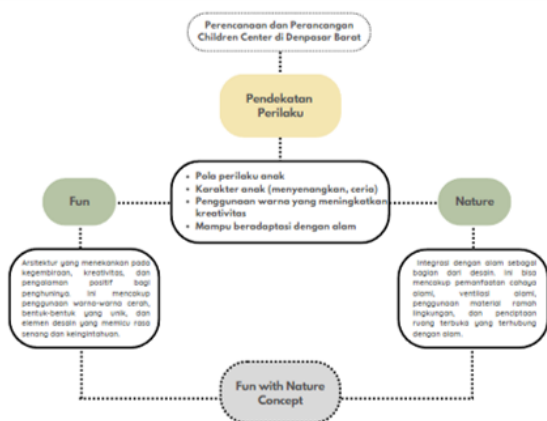 Perencanaan dan Perancangan
Children Center di Denpasar Barat
Pendekatan
Perilaku
• Pola perilaku anak
• Karakter anak (menyenangkan, ceria)
• Penggunaan warna yang meningkatkan
kreativitas
• Mampu beradaptasi dengan alam
Fun
Nature
Arsitektur yang menekankan pada
kegembiraan, kreativitas, dan
pengalaman positif bagi
penghuninya. Ini mencakup
penggunaan warna-warna cerah,
bentuk-bentuk yang unik, dan
elemen desain yang memicu rasa
senang dan keingintahuan.
Integrasi dengan alam sebagai
bagian dari desain. Ini bisa
mencakup pemanfaatan cahaya
alami, ventilasi alami,
penggunaan material ramah
lingkungan, dan penciptaan
ruang terbuka yang terhubung
dengan alam.
Fun with Nature
Concept